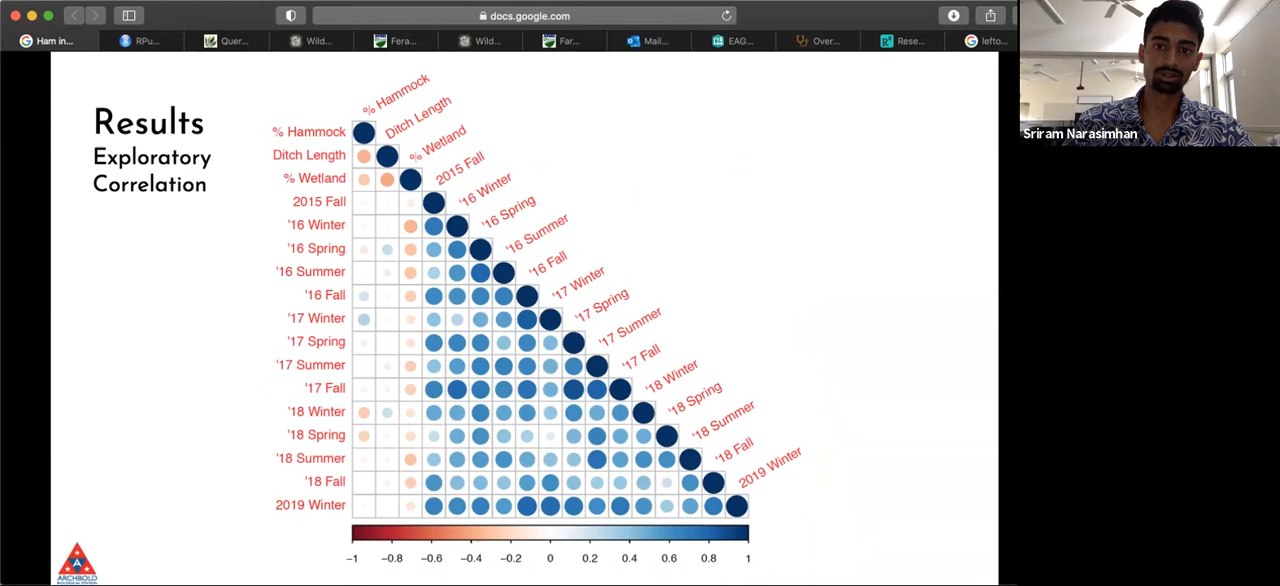 docs.google.com
Ham in...
RPu...
Quer...
Wild...
Fera...
Wild...
Far...
Mail...
EAG...
Over...
Rese...
lefto...
Sriram Narasimhan
Results
Exploratory
Correlation
% Hammock
Ditch Length
% Wetland
2015 Fall
'16 Winter
'16 Spring
'16 Summer
'16 Fall
'17 Winter
'17 Spring
'17 Summer
'17 Fall
'18 Winter
'18 Spring
'18 Summer
'18 Fall
2019 Winter
% Hammock
Ditch Length
% Wetland
2015 Fall
'16 Winter
'16 Spring
'16 Summer
'16 Fall
'17 Winter
'17 Spring
'17 Summer
'17 Fall
'18 Winter
'18 Spring
'18 Summer
'18 Fall
2019 Winter
−1 −0.8 −0.6 −0.4 −0.2 0 0.2 0.4 0.6 0.8 1
A
ARCHBOLD
BIOLOGICAL STATION